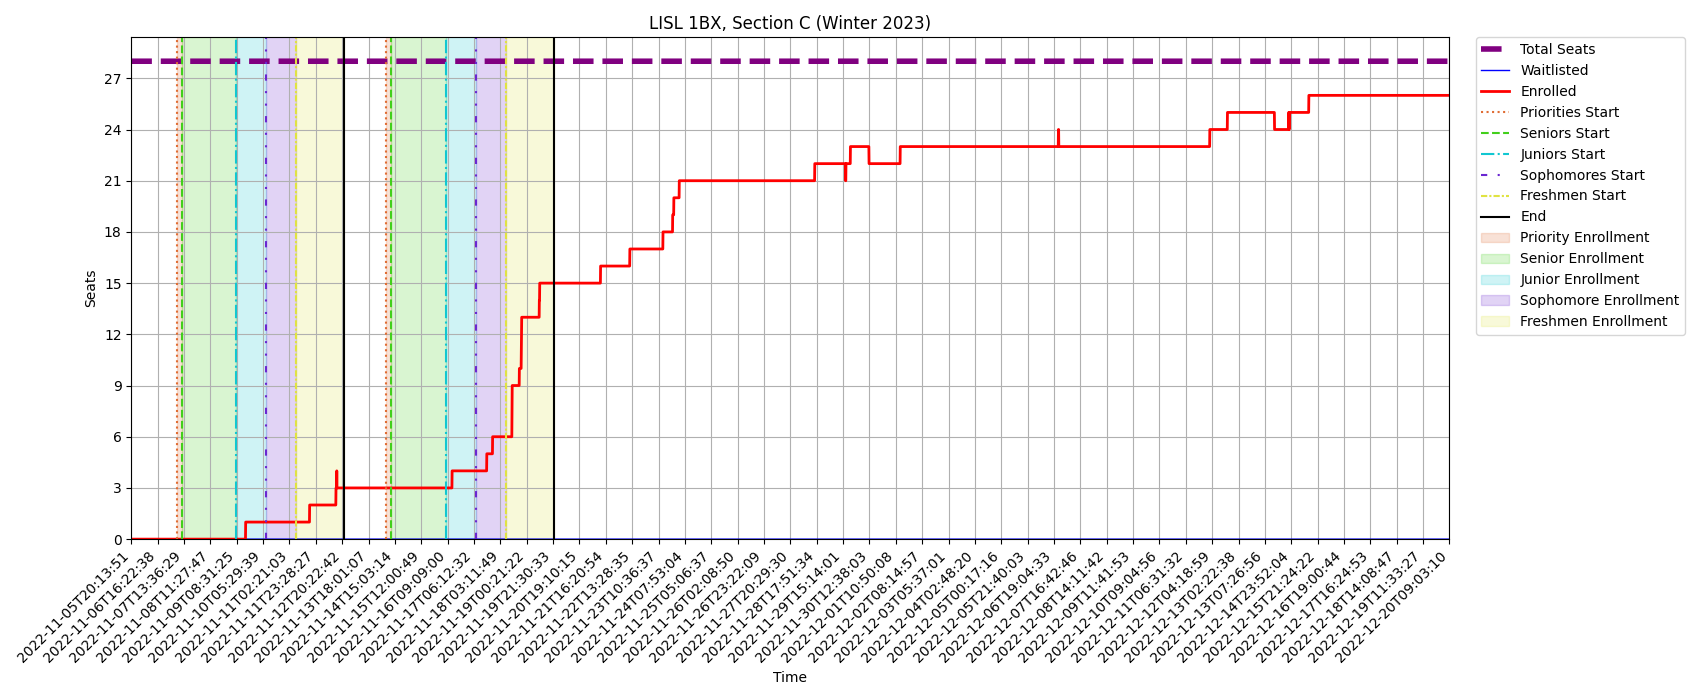 LISL 1BX, Section C (Winter 2023)
Seats
27
24
21
18
15
12
9
6
3
0
2022-11-05T20:13:51
2022-11-06T16:22:38
2022-11-07T13:36:29
2022-11-08T11:27:47
2022-11-09T08:31:25
2022-11-10T05:29:39
2022-11-11T02:21:03
2022-11-11T23:28:27
2022-11-12T20:22:42
2022-11-13T18:01:07
2022-11-14T15:03:14
2022-11-15T12:00:49
2022-11-16T09:09:00
2022-11-17T06:12:32
2022-11-18T03:11:49
2022-11-19T00:21:22
2022-11-19T21:30:33
2022-11-20T19:10:15
2022-11-21T16:20:54
2022-11-22T13:28:35
2022-11-23T10:36:37
2022-11-24T07:53:04
2022-11-25T05:06:37
2022-11-26T02:08:50
2022-11-26T23:22:09
2022-11-27T20:29:30
2022-11-28T17:51:34
2022-11-29T15:14:01
2022-11-30T12:38:03
2022-12-01T10:50:08
2022-12-02T08:14:57
2022-12-03T05:37:01
2022-12-04T02:48:20
2022-12-05T00:17:16
2022-12-05T21:40:03
2022-12-06T19:04:33
2022-12-07T16:42:46
2022-12-08T14:11:42
2022-12-09T11:41:53
2022-12-10T09:04:56
2022-12-11T06:31:32
2022-12-12T04:18:59
2022-12-13T02:22:38
2022-12-13T07:26:56
2022-12-14T23:52:04
2022-12-15T21:24:22
2022-12-16T19:00:44
2022-12-17T16:24:53
2022-12-18T14:08:47
2022-12-19T11:33:27
2022-12-20T09:03:10
Time
Total Seats
Waitlisted
Enrolled
Priorities Start
Seniors Start
Juniors Start
Sophomores Start
Freshmen Start
End
Priority Enrollment
Senior Enrollment
Junior Enrollment
Sophomore Enrollment
Freshmen Enrollment